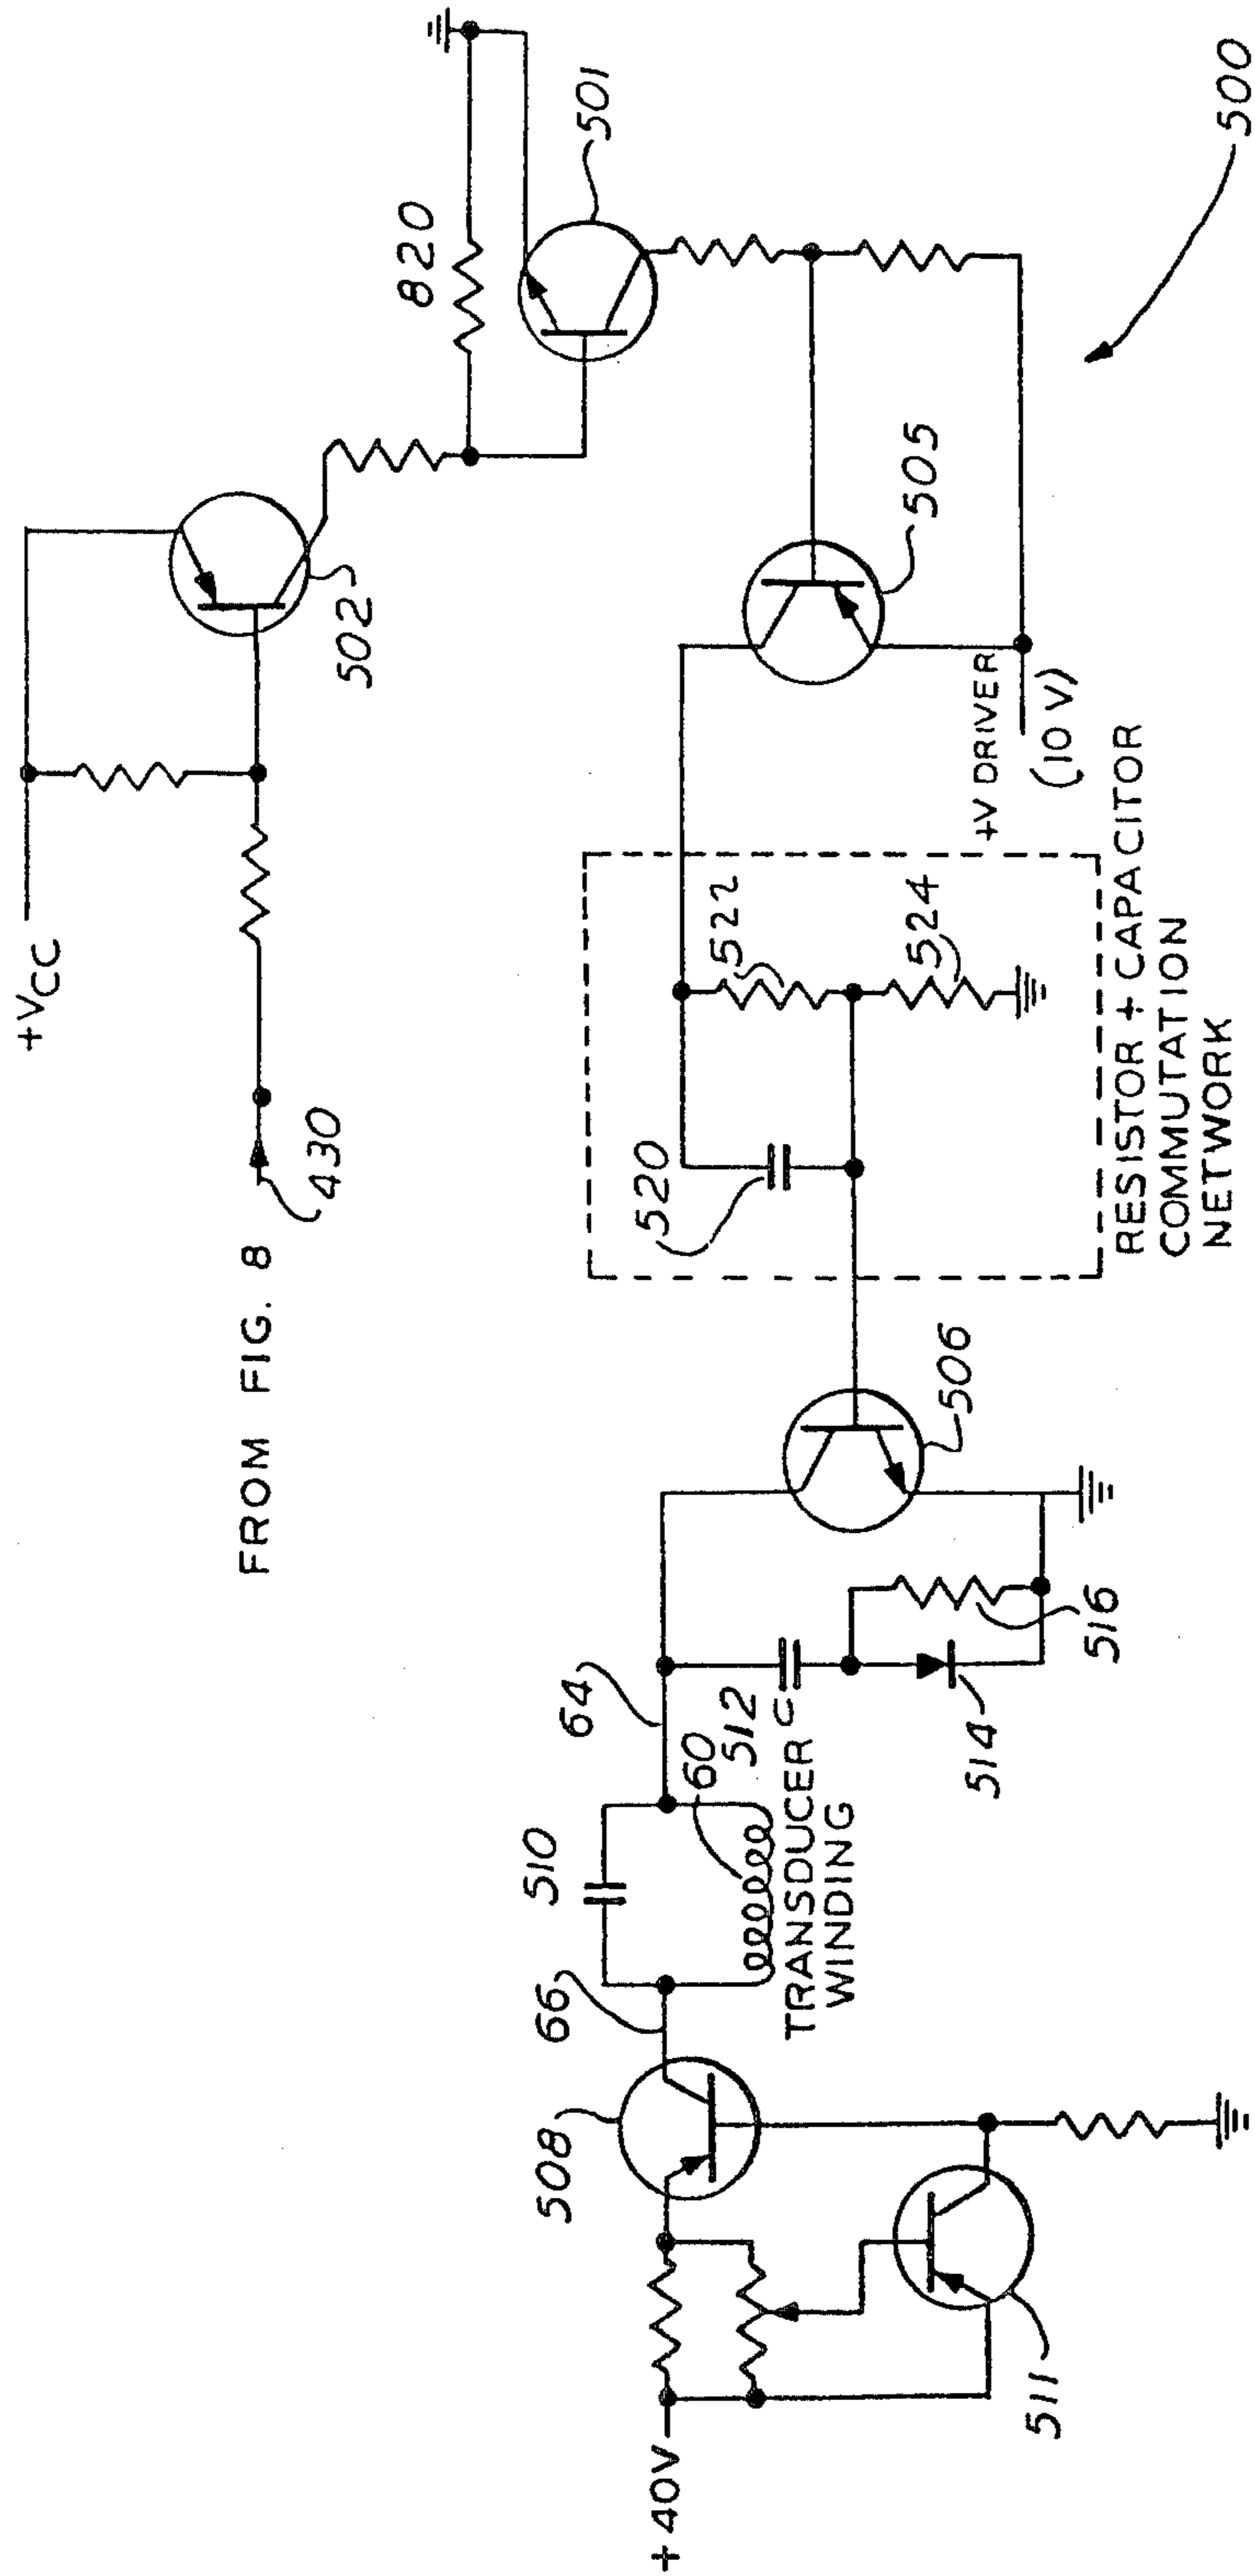 +VCC
FROM FIG. 8
430
502
820
501
500
505
+V DRIVER
(10 V)
522
524
520
RESISTOR + CAPACITOR
COMMUTATION
NETWORK
506
64
512
516
514
510
60
TRANSDUCER
WINDING
66
508
511
+40V